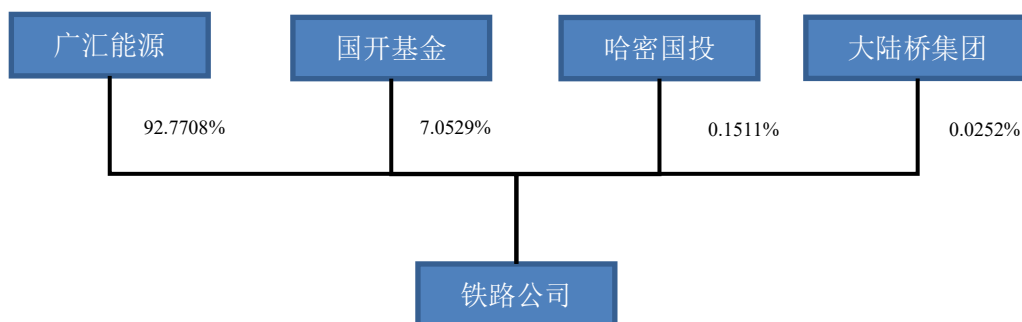 广汇能源
国开基金
哈密国投
大陆桥集团
92.7708%
7.0529%
0.1511%
0.0252%
铁路公司